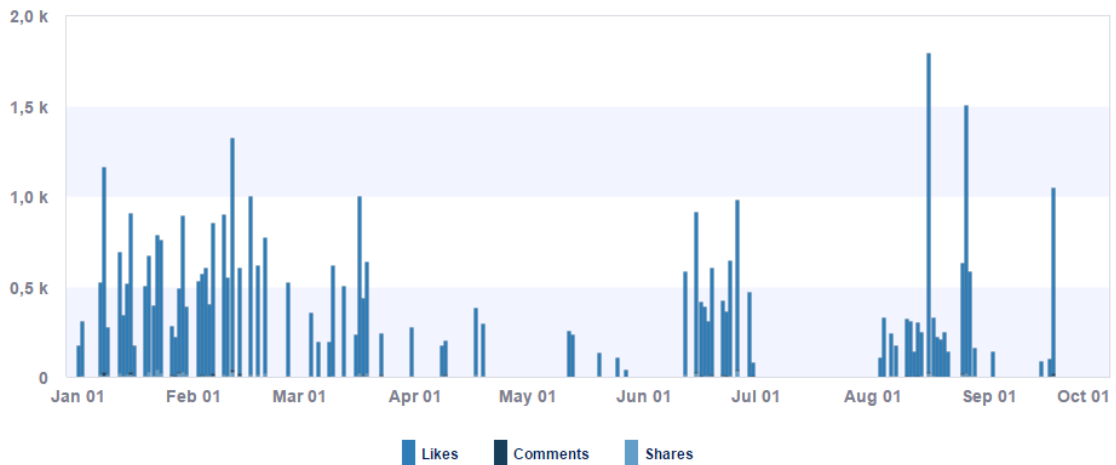 2,0 k
1,5 k
1,0 k
0,5 k
0
Jan 01 Feb 01 Mar 01 Apr 01 May 01 Jun 01 Jul 01 Aug 01 Sep 01 Oct 01
Likes Comments Shares